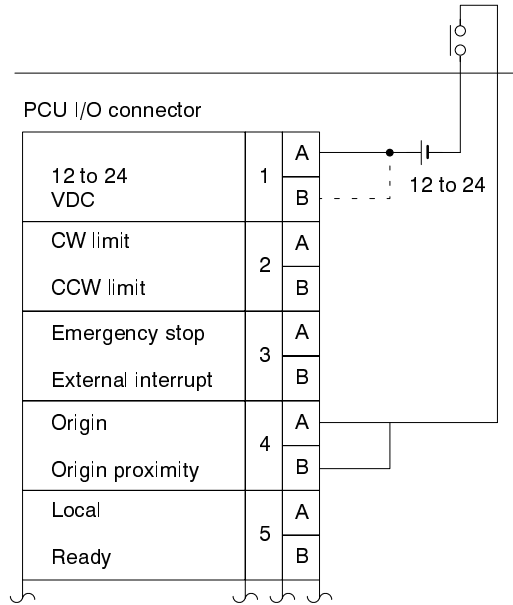 PCU I/O connector
12 to 24
VDC
1
A
B
12 to 24
CW limit
CCW limit
2
A
B
Emergency stop
External interrupt
3
A
B
Origin
Origin proximity
4
A
B
Local
Ready
5
A
B